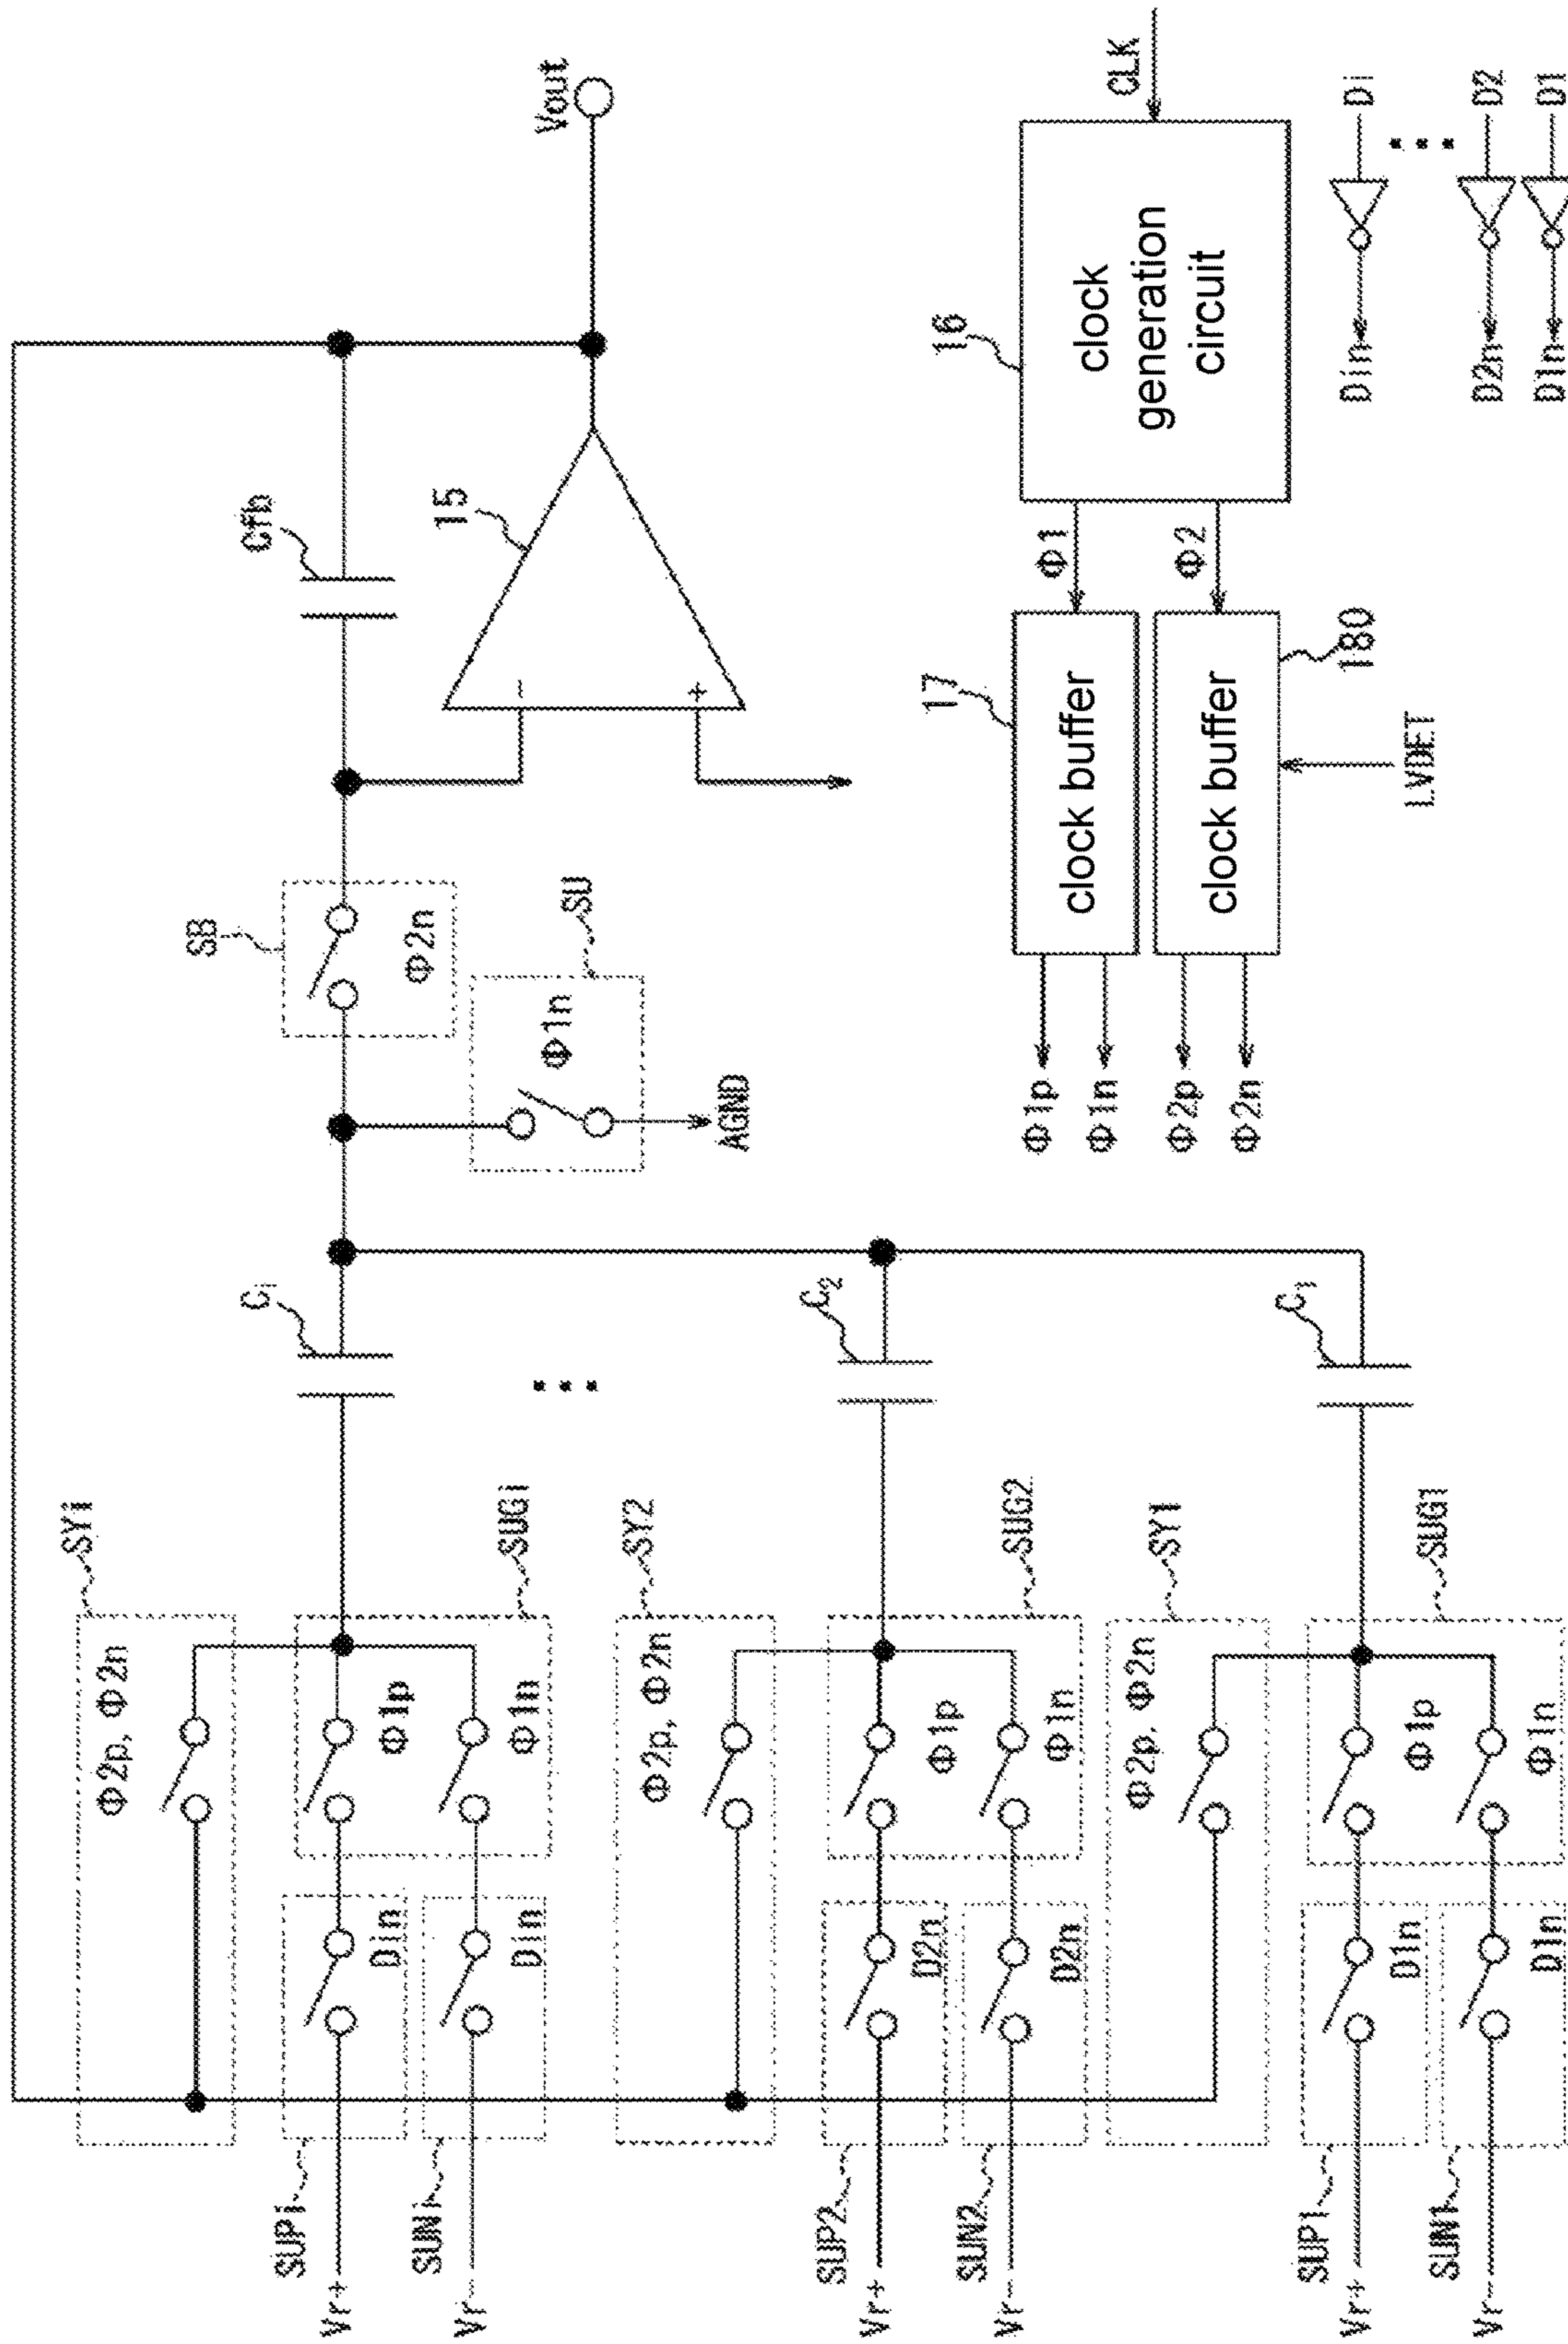 Vout
Cfb
15
SB
Φ2n
SU
Φ1n
AGND
Ci
C2
C1
SYi
Φ2p, Φ2n
SUGi
Φ1p
Φ1n
Din
Din
SUPi
SUNi
Vr+
Vr-
SY2
Φ2p, Φ2n
SUG2
Φ1p
Φ1n
D2n
D2n
SUP2
SUN2
Vr+
Vr-
SY1
Φ2p, Φ2n
SUG1
Φ1p
Φ1n
D1n
D1n
SUP1
SUN1
Vr+
Vr-
CLK
16
clock
generation
circuit
Φ1
Φ2
17
clock buffer
clock buffer
180
LVDET
Φ1p
Φ1n
Φ2p
Φ2n
Di
Din
D2
D2n
D1
D1n